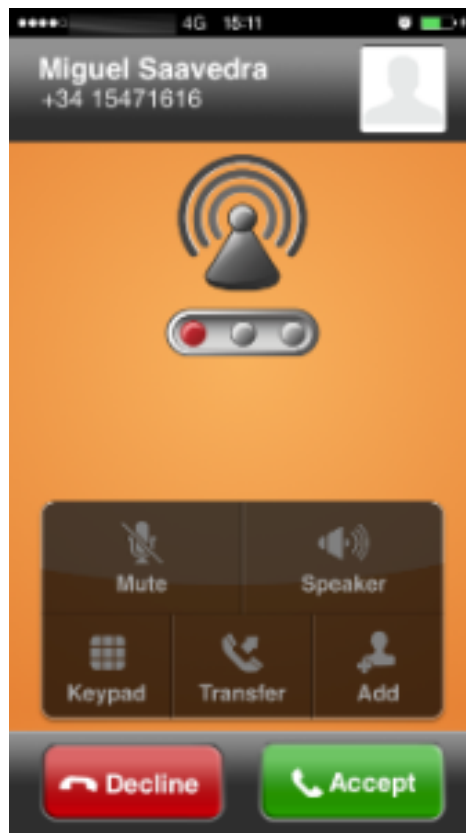 4G 15:11
Miguel Saavedra
+34 15471616
Mute Speaker
Keypad Transfer Add
Decline Accept